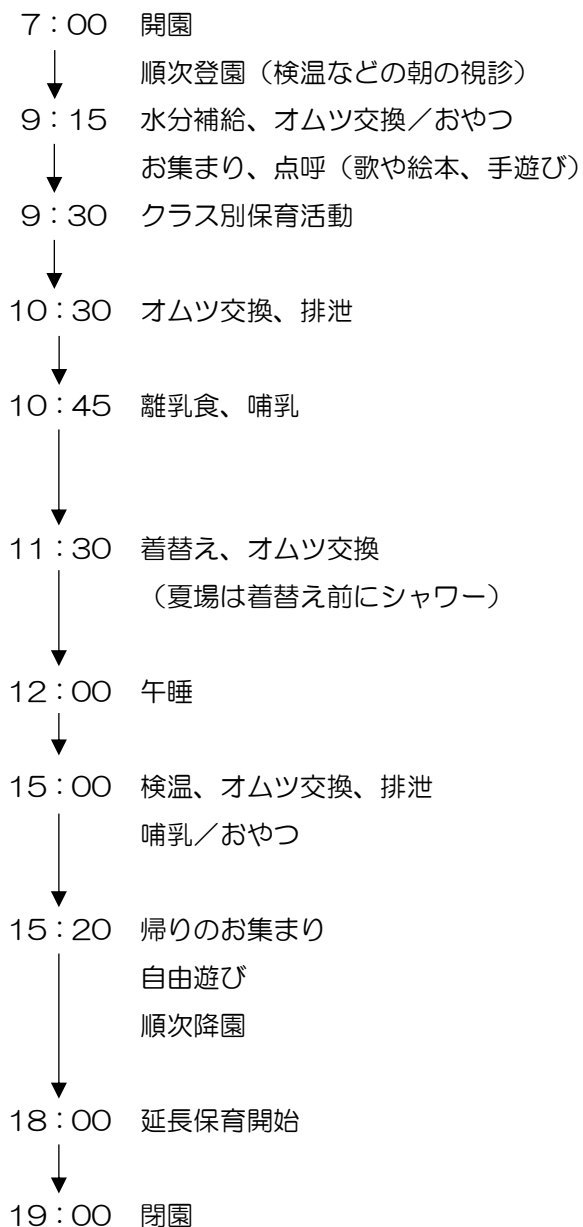 7：00　開園
順次登園（検温などの朝の視診）
9：15　水分補給、オムツ交換／おやつ
お集まり、点呼（歌や絵本、手遊び）
9：30　クラス別保育活動
10：30　オムツ交換、排泄
10：45　離乳食、哺乳
11：30　着替え、オムツ交換
（夏場は着替え前にシャワー）
12：00　午睡
15：00　検温、オムツ交換、排泄
哺乳／おやつ
15：20　帰りのお集まり
自由遊び
順次降園
18：00　延長保育開始
19：00　閉園